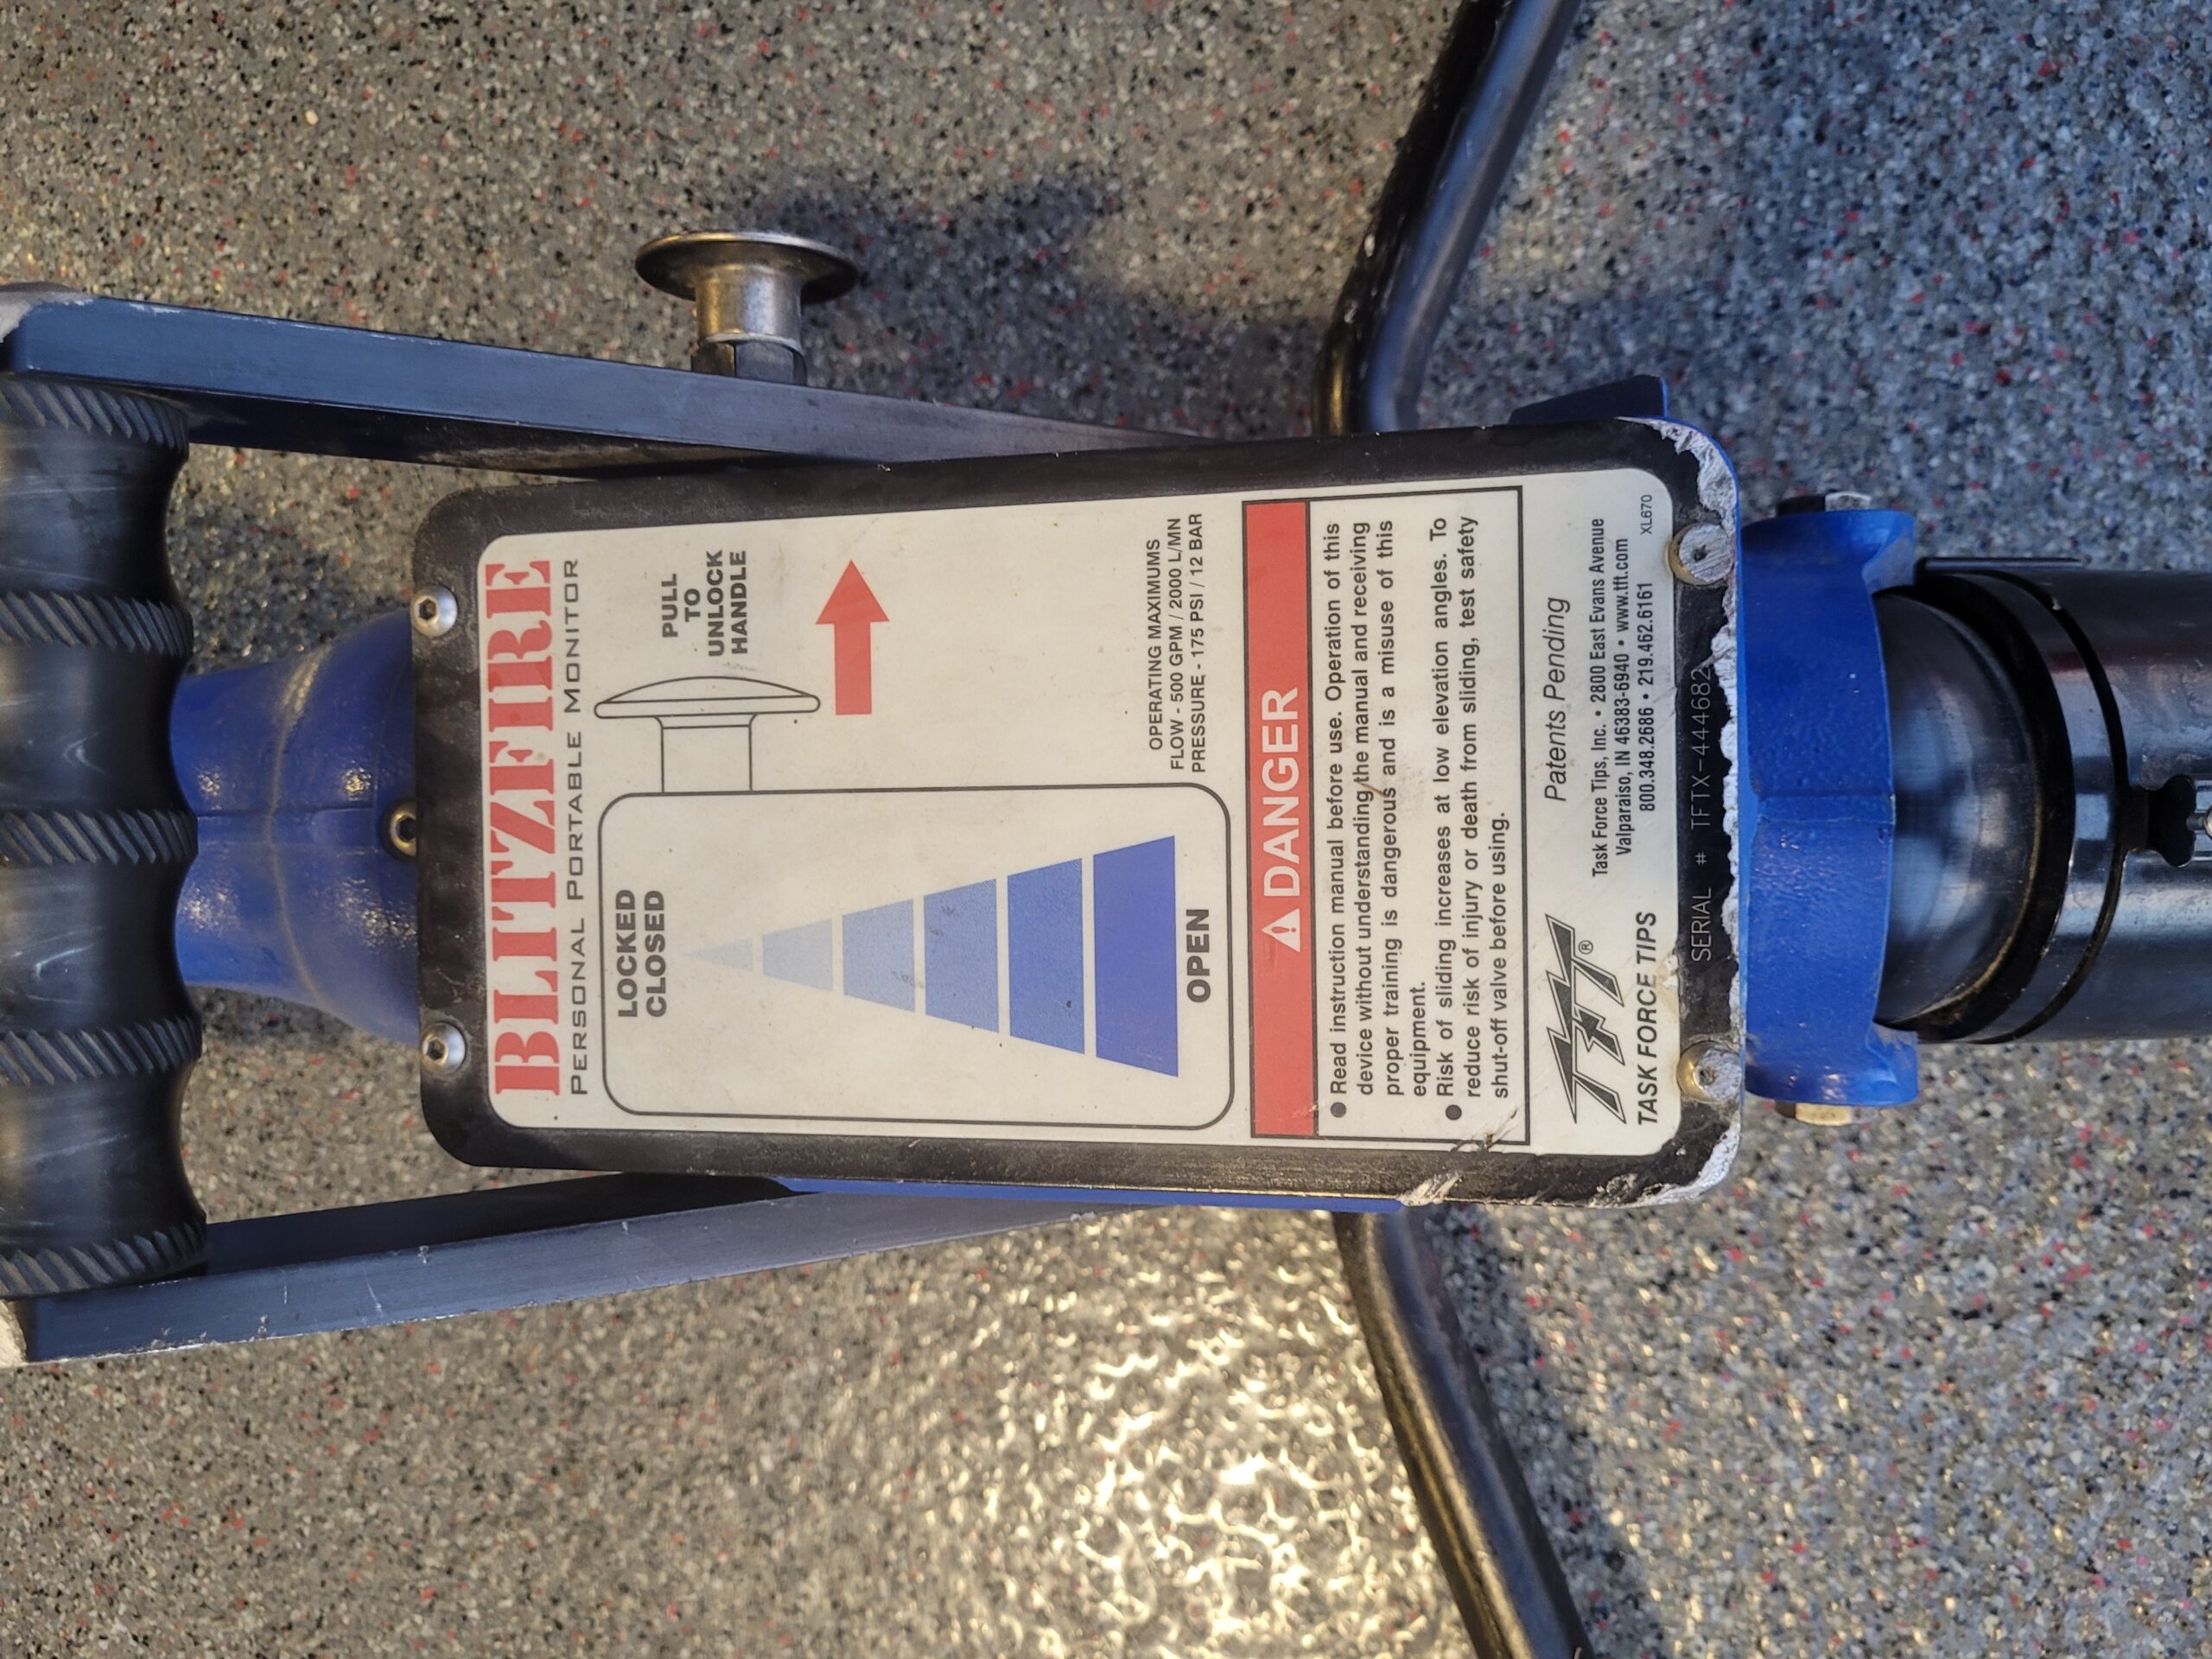 BLITZFIRE
PERSONAL PORTABLE MONITOR
LOCKED
CLOSED
PULL
TO
UNLOCK
HANDLE
OPEN
OPERATING MAXIMUMS
FLOW - 500 GPM / 2000 L/MN
PRESSURE - 175 PSI / 12 BAR
DANGER
● Read instruction manual before use. Operation of this
device without understanding the manual and receiving
proper training is dangerous and is a misuse of this
equipment.
● Risk of sliding increases at low elevation angles. To
reduce risk of injury or death from sliding, test safety
shut-off valve before using.
Patents Pending
TFT®
TASK FORCE TIPS
Task Force Tips, Inc. • 2800 East Evans Avenue
Valparaiso, IN 46383-6940 • www.tft.com
800.348.2686 • 219.462.6161
XL670
SERIAL # TFTX-444682